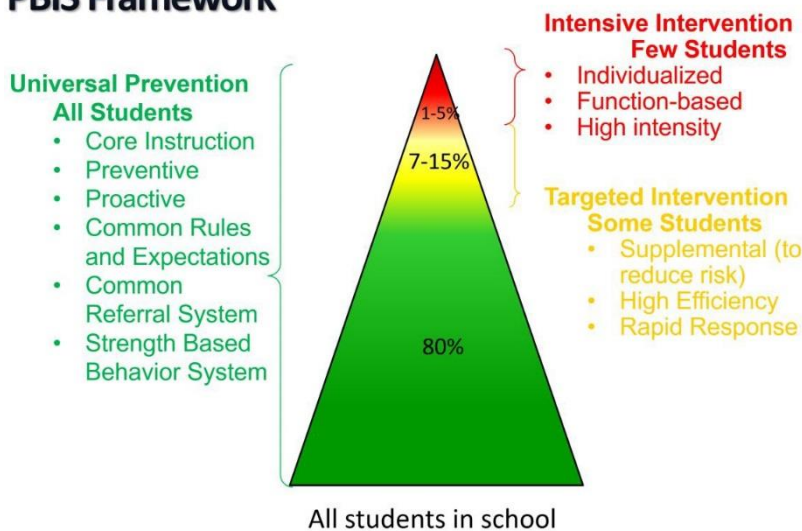 PBIS Framework
Universal Prevention
All Students
• Core Instruction
• Preventive
• Proactive
• Common Rules
and Expectations
• Common
Referral System
• Strength Based
Behavior System
1-5%
7-15%
80%
All students in school
Intensive Intervention
Few Students
• Individualized
• Function-based
• High intensity
Targeted Intervention
Some Students
• Supplemental (to
reduce risk)
• High Efficiency
• Rapid Response